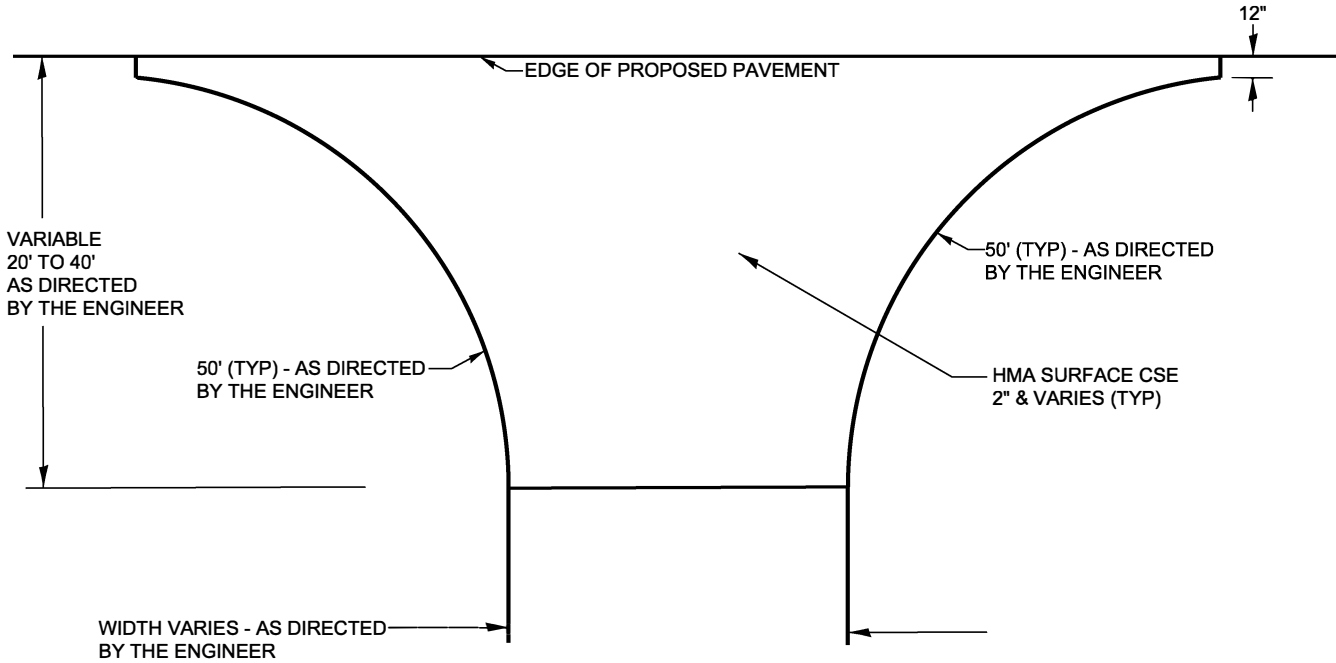 12"
EDGE OF PROPOSED PAVEMENT
VARIABLE
20' TO 40'
AS DIRECTED
BY THE ENGINEER
50' (TYP) - AS DIRECTED
BY THE ENGINEER
50' (TYP) - AS DIRECTED
BY THE ENGINEER
HMA SURFACE CSE
2" & VARIES (TYP)
WIDTH VARIES - AS DIRECTED
BY THE ENGINEER